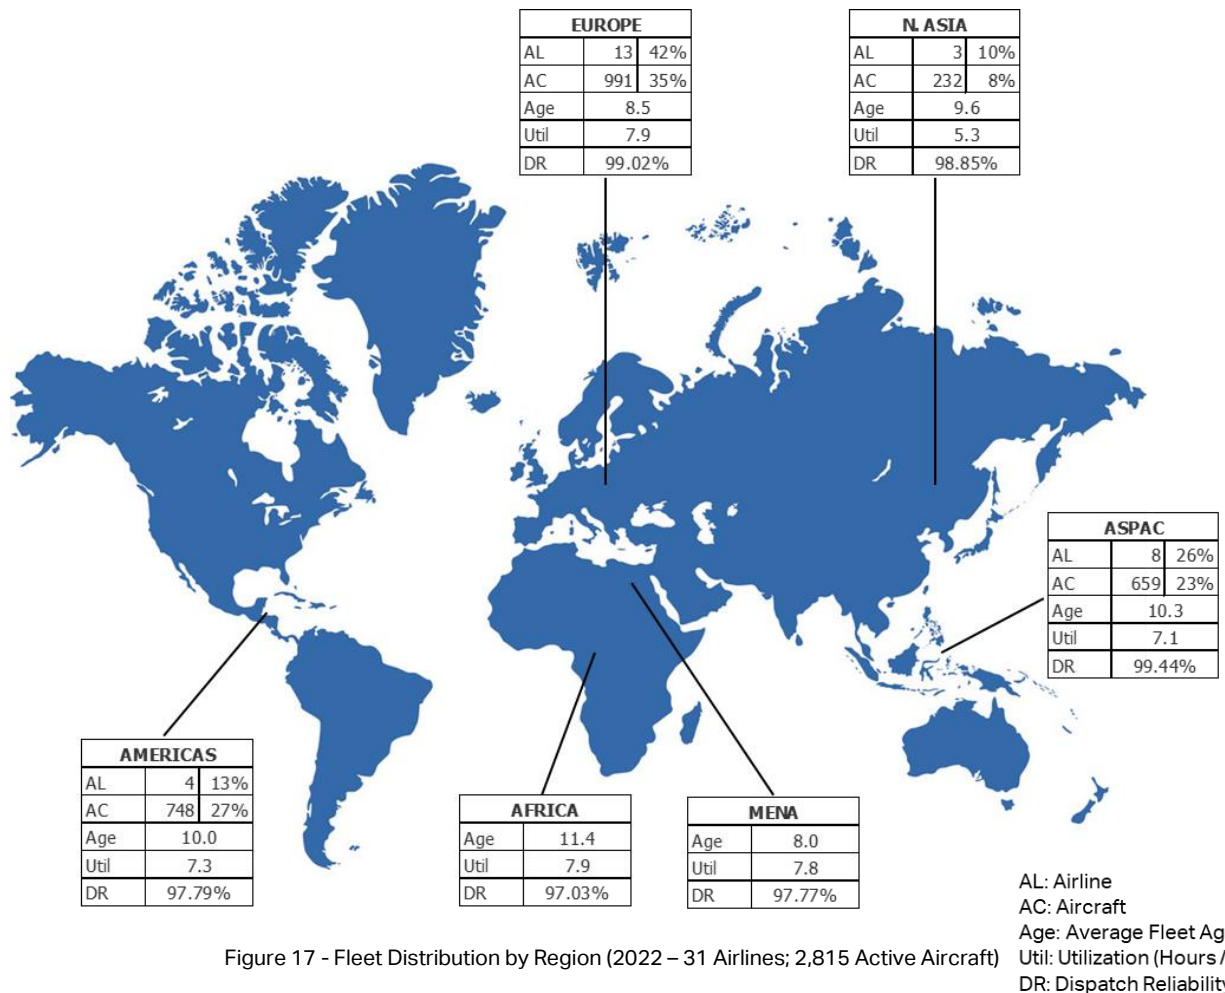 EUROPE
AL 13 42%
AC 991 35%
Age 8.5
Util 7.9
DR 99.02%
N. ASIA
AL 3 10%
AC 232 8%
Age 9.6
Util 5.3
DR 98.85%
ASPAC
AL 8 26%
AC 659 23%
Age 10.3
Util 7.1
DR 99.44%
AMERICAS
AL 4 13%
AC 748 27%
Age 10.0
Util 7.3
DR 97.79%
AFRICA
Age 11.4
Util 7.9
DR 97.03%
MENA
Age 8.0
Util 7.8
DR 97.77%
AL: Airline
AC: Aircraft
Age: Average Fleet Ag
Util: Utilization (Hours /
DR: Dispatch Reliability
Figure 17 - Fleet Distribution by Region (2022 – 31 Airlines; 2,815 Active Aircraft)